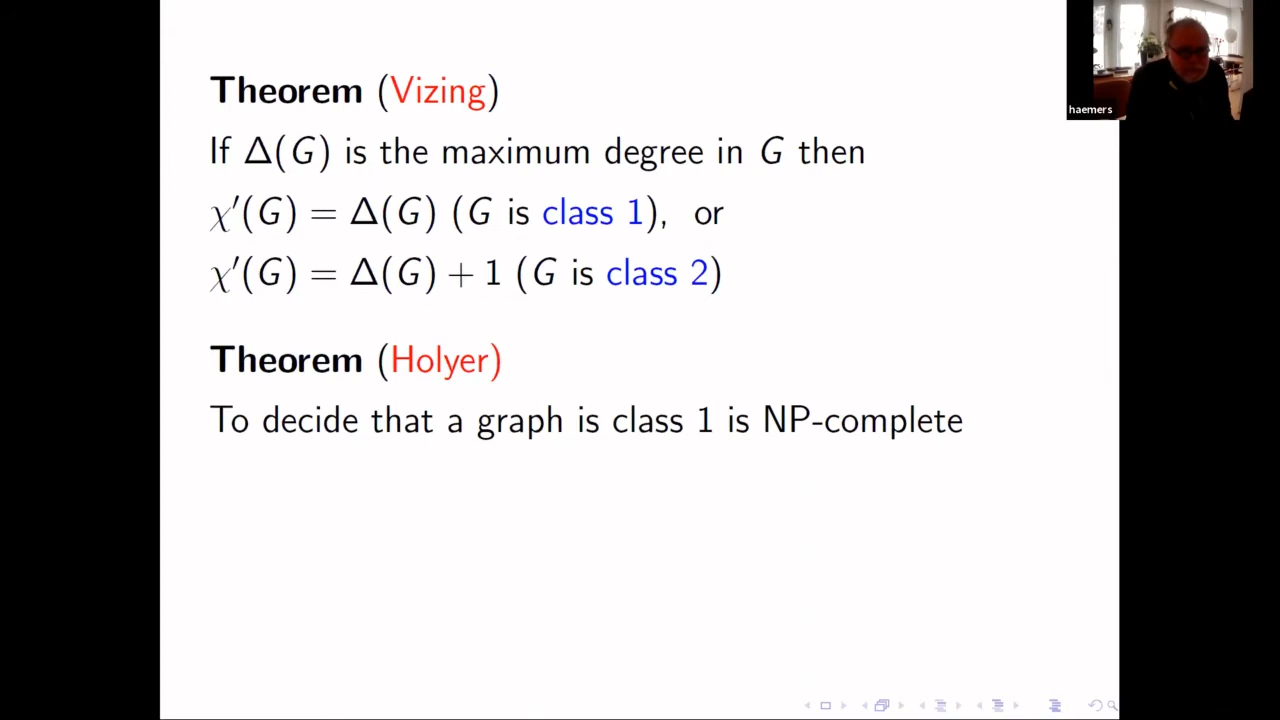 Theorem (Vizing)
If Δ(G) is the maximum degree in G then
χ′(G) = Δ(G) (G is class 1), or
χ′(G) = Δ(G) + 1 (G is class 2)
Theorem (Holyer)
To decide that a graph is class 1 is NP-complete
haemers